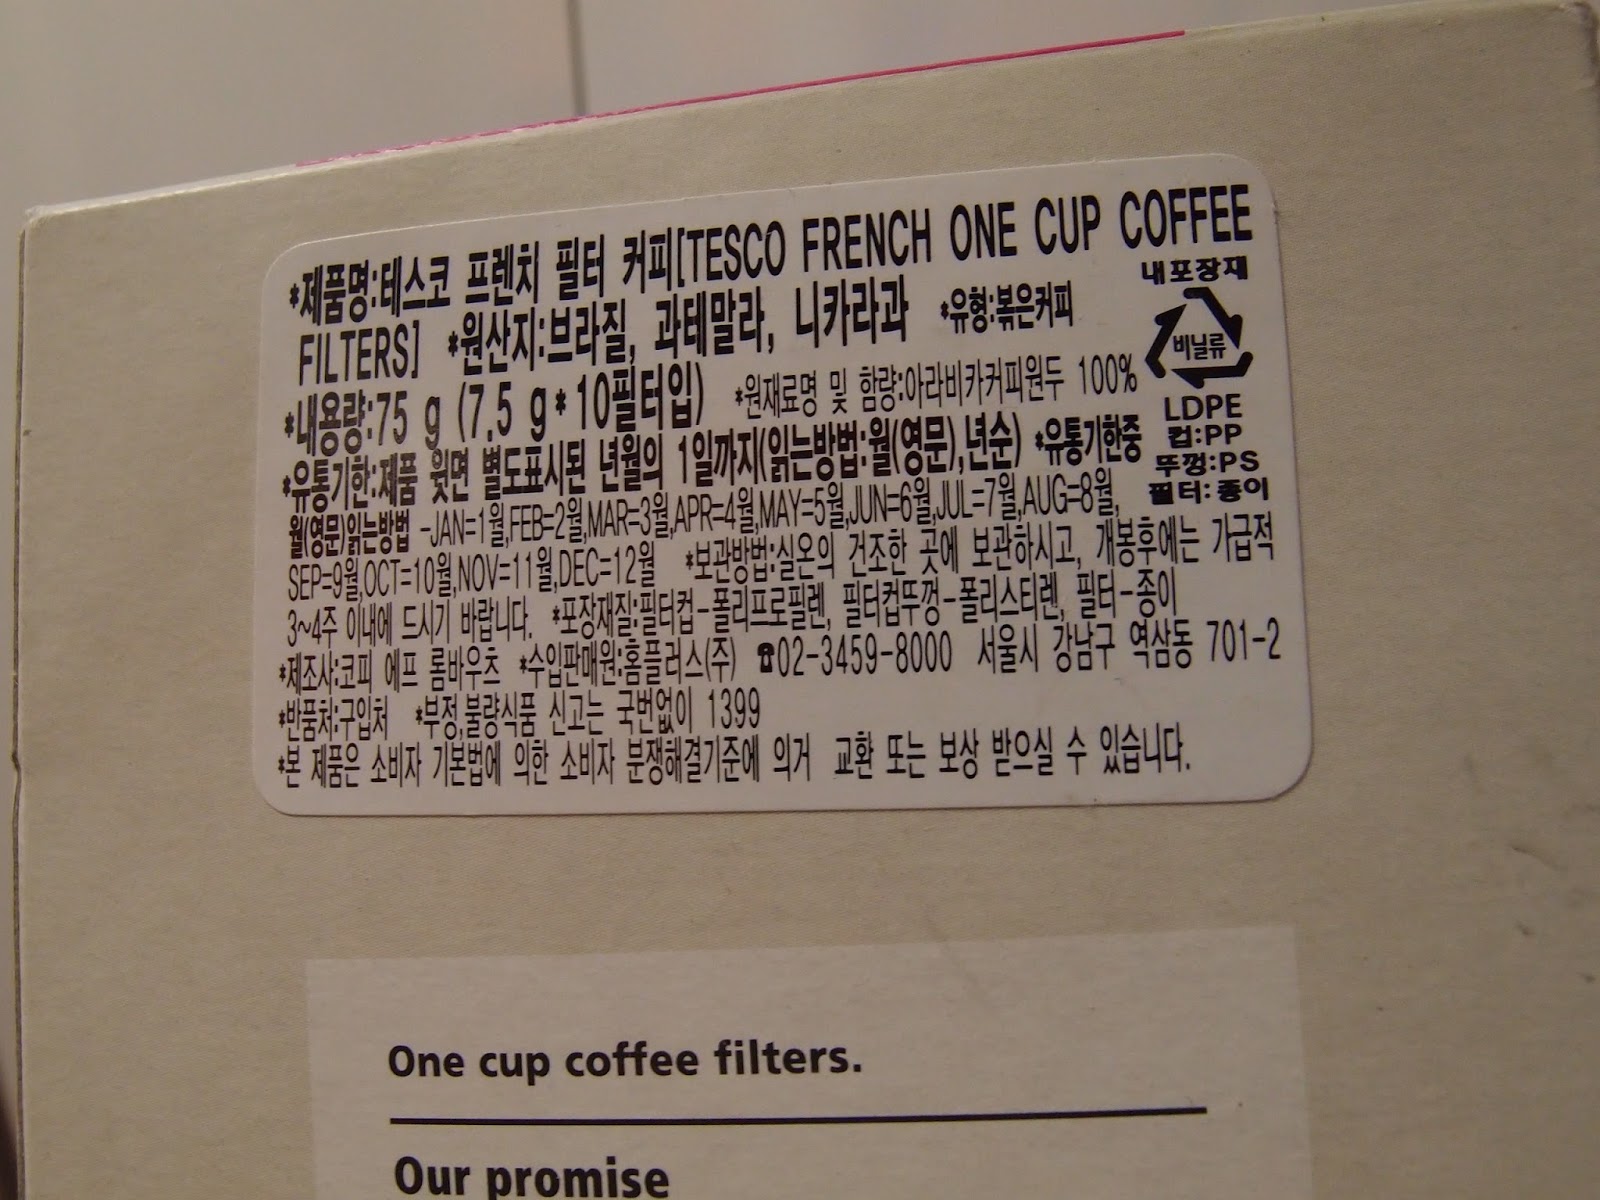 *제품명:테스코 프렌치 필터 커피[TESCO FRENCH ONE CUP COFFEE
FILTERS] *원산지:브라질, 과테말라, 니카라과 *유형:볶은커피
*내용량:75 g (7.5 g*10필터입) *원재료명 및 함량:아라비카커피원두 100%
*유통기한:제품 윗면 별도표시된 년월의 1일까지(읽는방법:월(영문),년순) *유통기한중
월(영문)읽는방법 -JAN=1월,FEB=2월,MAR=3월,APR=4월,MAY=5월,JUN=6월,JUL=7월,AUG=8월,
SEP=9월,OCT=10월,NOV=11월,DEC=12월 *보관방법:실온의 건조한 곳에 보관하시고, 개봉후에는 가급적
3~4주 이내에 드시기 바랍니다. *포장재질:필터컵-폴리프로필렌, 필터컵뚜껑-폴리스티렌, 필터-종이
*제조사:코피 에프 롬바우츠 *수입판매원:홈플러스(주) ☎02-3459-8000 서울시 강남구 역삼동 701-2
*반품처:구입처 *부정,불량식품 신고는 국번없이 1399
*본 제품은 소비자 기본법에 의한 소비자 분쟁해결기준에 의거 교환 또는 보상 받으실 수 있습니다.
내포장재
비닐류
LDPE
컵:PP
뚜껑:PS
필터:종이
One cup coffee filters.
Our promise